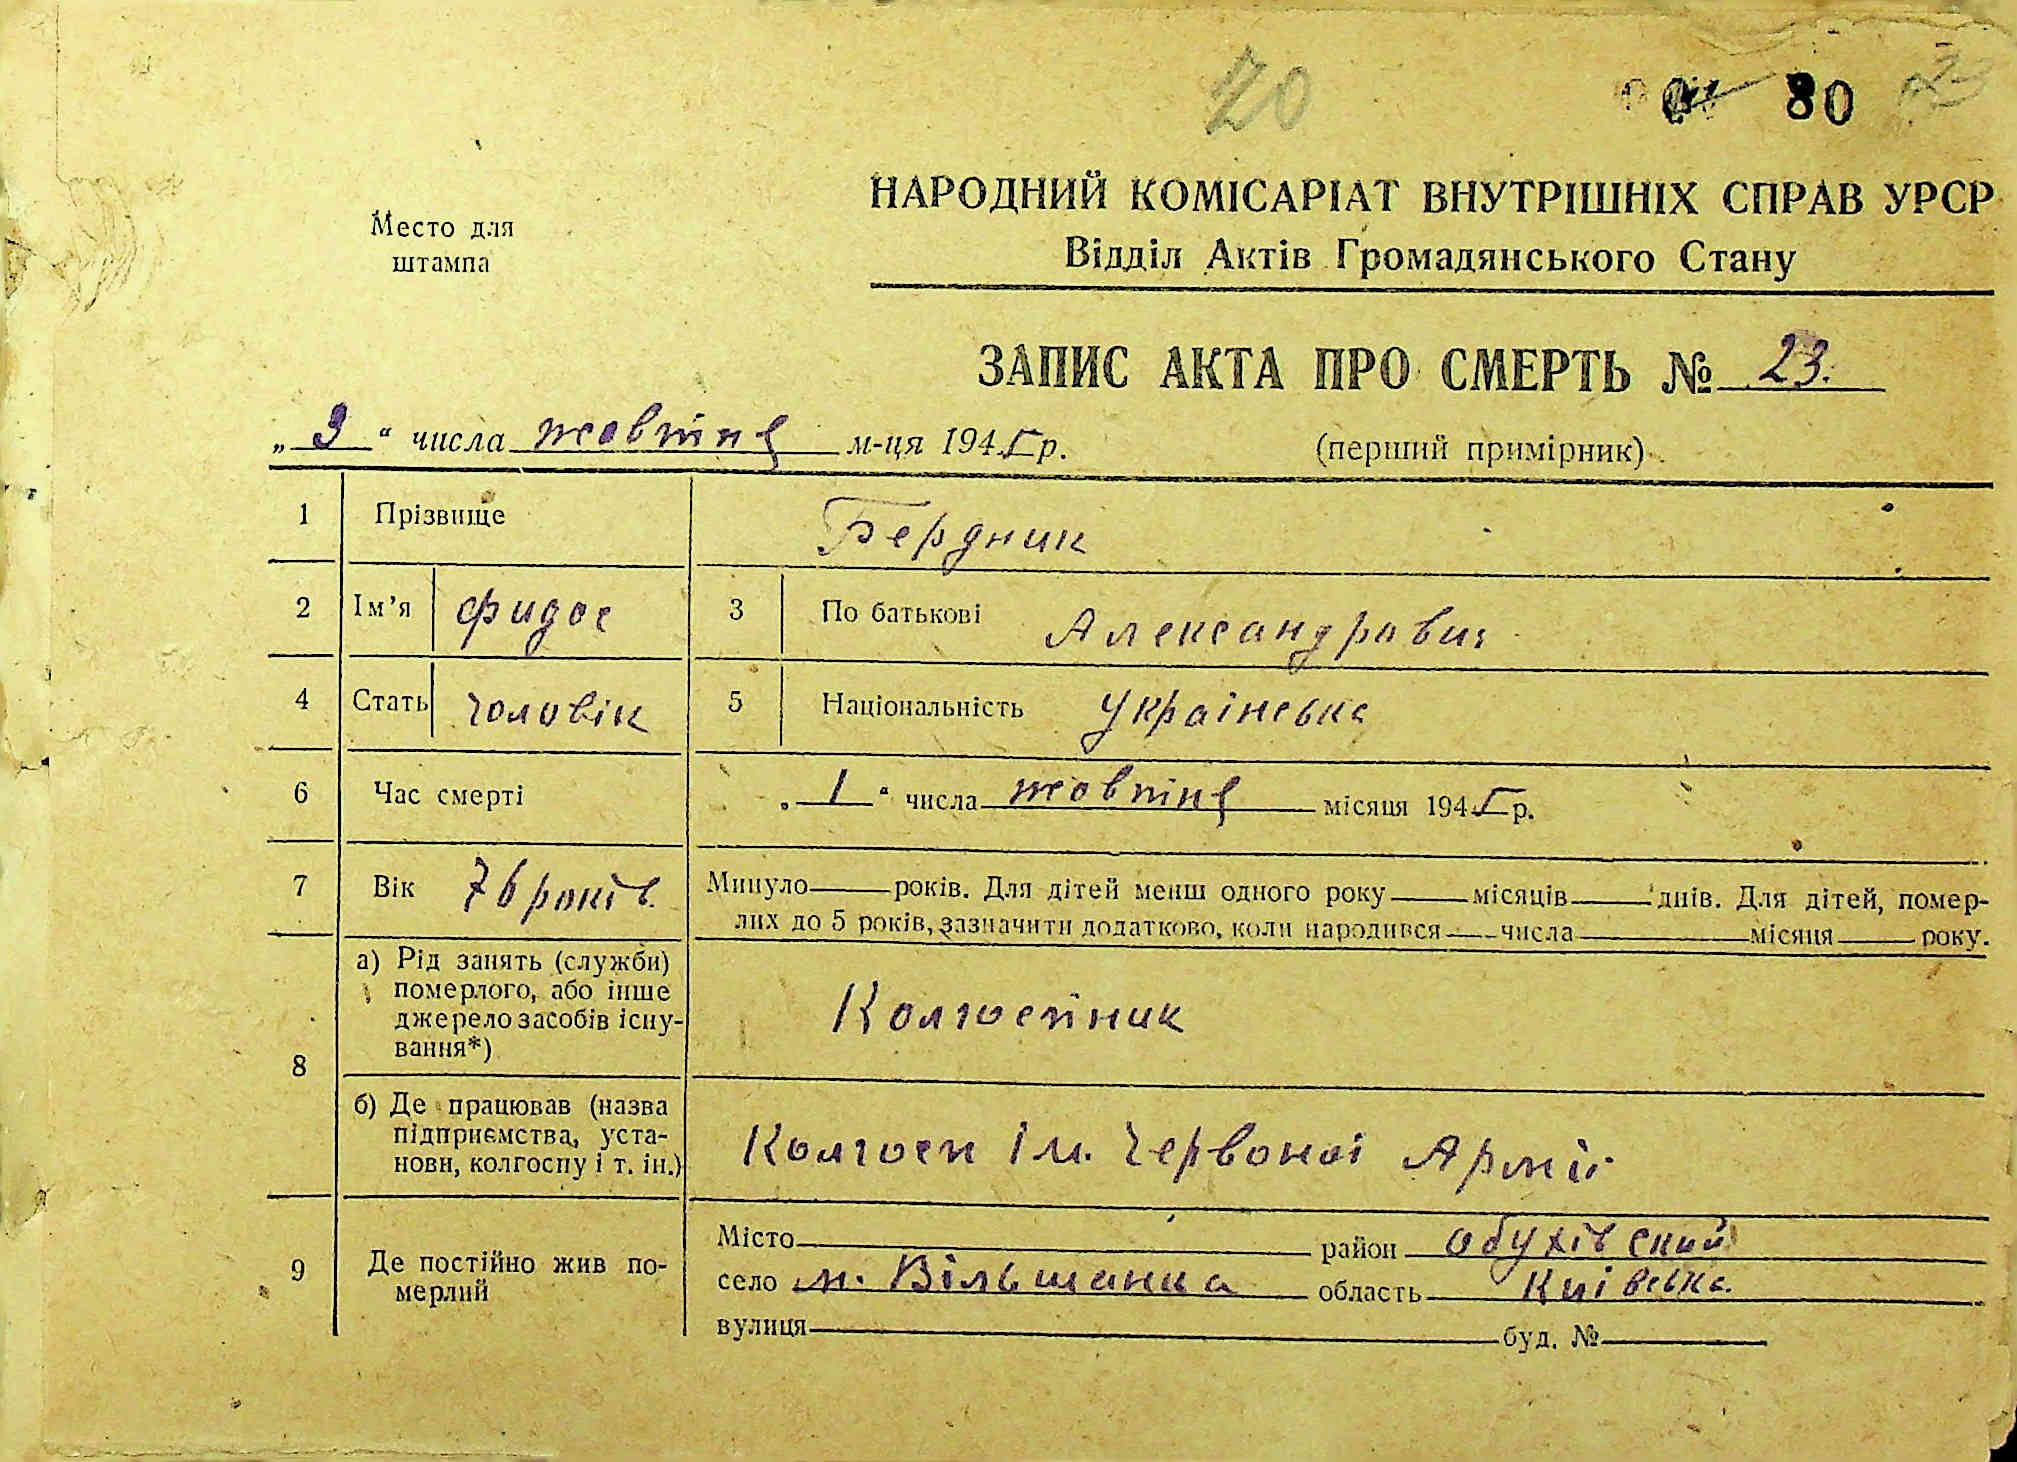 20
80
23
Место для
штампа
НАРОДНИЙ КОМІСАРІАТ ВНУТРІШНІХ СПРАВ УРСР
Відділ Актів Громадянського Стану
ЗАПИС АКТА ПРО СМЕРТЬ № 23.
„3“ числа жовтня м-ця 1945 р. (перший примірник)
1 Прізвище Бердник
2 Ім’я Фидос 3 По батькові Александрович
4 Стать чоловік 5 Національність Українська
6 Час смерті „1“ числа жовтня місяця 1945 р.
7 Вік 76 років. Минуло — років. Для дітей менш одного року — місяців — днів. Для дітей, помер-
лих до 5 років, зазначити додатково, коли народився — числа — місяця — року.
8 а) Рід занять (служби)
померлого, або інше
джерело засобів існу-
вання*)
Колгоспник
б) Де працював (назва
підприємства, уста-
нови, колгоспу і т. ін.)
Колгосп Ім. Червоної Армії
9 Де постійно жив по-
мерлий
Місто район Обухівский
село м. Вільшанка область Київська.
вулиця буд. №